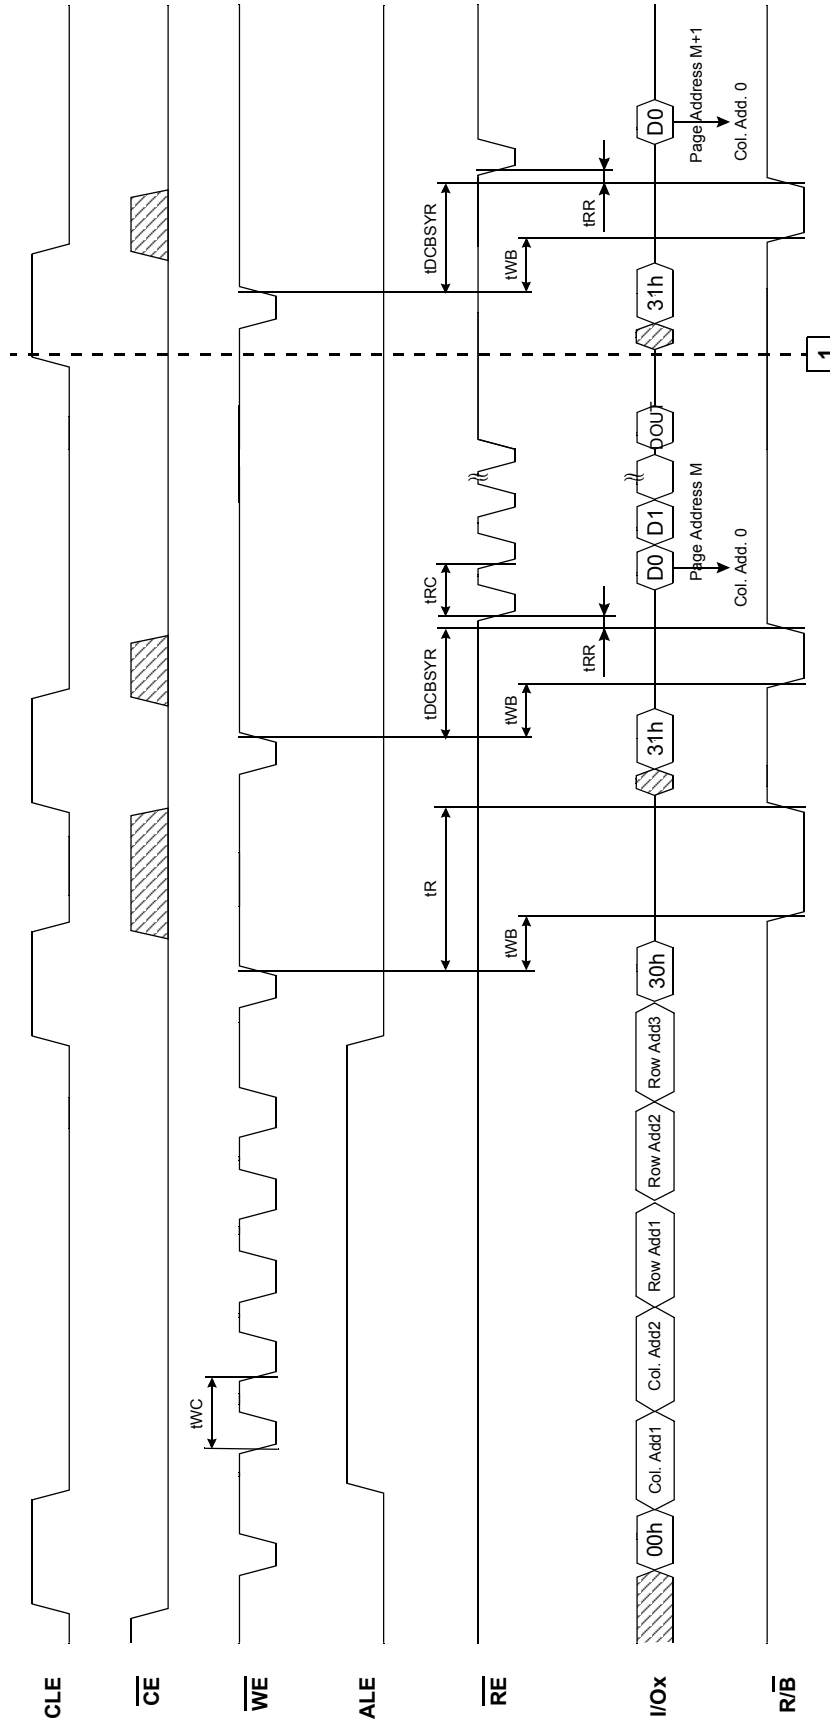 CLE
CE
tWC
WE
ALE
tR tDCBSYR tRC tDCBSYR
RE
tWB tWB tWB
tRR tRR
I/Ox 00h Col. Add1 Col. Add2 Row Add1 Row Add2 Row Add3 30h 31h D0 D1 DOUT 31h D0
Page Address M Page Address M+1
Col. Add. 0 Col. Add. 0
R/B
1